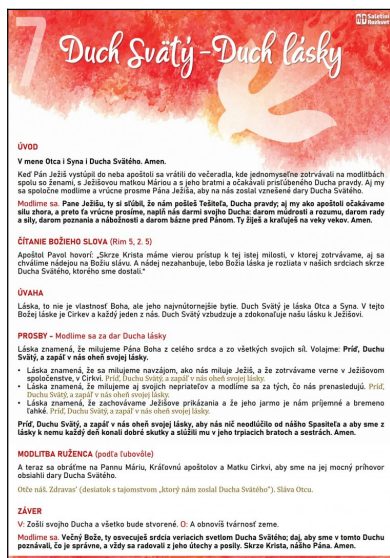 7
Saletíni
Rozkvet
Duch Svätý – Duch lásky
ÚVOD
V mene Otca i Syna i Ducha Svätého. Amen.
Keď Pán Ježiš vystúpil do neba apoštoli sa vrátili do večeradla, kde jednomyseľne zotrvávali na modlitbách
spolu so ženami, s Ježišovou matkou Máriou a s jeho bratmi a očakávali prisľúbeného Ducha pravdy. Aj my
sa spoločne modlime a vrúcne prosme Pána Ježiša, aby na nás zoslal vznešené dary Ducha Svätého.
Modlime sa. Pane Ježišu, ty si sľúbil, že nám pošleš Tešiteľa, Ducha pravdy; aj my ako apoštoli očakávame
silu zhora, a preto ťa vrúcne prosíme, naplň nás darmi svojho Ducha: darom múdrosti a rozumu, darom rady
a sily, darom poznania a nábožnosti a darom bázne pred Pánom. Ty žiješ a kraľuješ na veky vekov. Amen.
ČÍTANIE BOŽIEHO SLOVA (Rim 5, 2. 5)
Apoštol Pavol hovorí: „Skrze Krista máme vierou prístup k tej istej milosti, v ktorej zotrvávame, aj sa
chválime nádejou na Božiu slávu. A nádej nezahanbuje, lebo Božia láska je rozliata v našich srdciach skrze
Ducha Svätého, ktorého sme dostali.“
ÚVAHA
Láska, to nie je vlastnosť Boha, ale jeho najvnútornejšie bytie. Duch Svätý je láska Otca a Syna. V tejto
Božej láske je Cirkev a každý jeden z nás. Duch Svätý vzbudzuje a zdokonaľuje našu lásku k Ježišovi.
PROSBY – Modlime sa za dar Ducha lásky
Láska znamená, že milujeme Pána Boha z celého srdca a zo všetkých svojich síl. Volajme: Príď, Duchu
Svätý, a zapáľ v nás oheň svojej lásky.
• Láska znamená, že sa milujeme navzájom, ako nás miluje Ježiš, a že zotrvávame verne v Ježišovom
spoločenstve, v Cirkvi. Príď, Duchu Svätý, a zapáľ v nás oheň svojej lásky.
• Láska znamená, že milujeme aj svojich nepriateľov a modlíme sa za tých, čo nás prenasledujú. Príď,
Duchu Svätý, a zapáľ v nás oheň svojej lásky.
• Láska znamená, že zachovávame Ježišove prikázania a že jeho jarmo je nám príjemné a bremeno
ľahké. Príď, Duchu Svätý, a zapáľ v nás oheň svojej lásky.
Príď, Duchu Svätý, a zapáľ v nás oheň svojej lásky, aby nás nič neodlúčilo od nášho Spasiteľa a aby sme z
lásky k nemu každý deň konali dobré skutky a slúžili mu v jeho trpiacich bratoch a sestrách. Amen.
MODLITBA RUŽENCA (podľa ľubovôle)
A teraz sa obráťme na Pannu Máriu, Kráľovnú apoštolov a Matku Cirkvi, aby sme na jej mocný príhovor
obsiahli dary Ducha Svätého.
Otče náš. Zdravas’ (desiatok s tajomstvom „ktorý nám zoslal Ducha Svätého“). Sláva Otcu.
ZÁVER
V: Zošli svojho Ducha a všetko bude stvorené. O: A obnovíš tvárnosť zeme.
Modlime sa. Večný Bože, ty osvecuješ srdcia veriacich svetlom Ducha Svätého; daj, aby sme v tomto Duchu
poznávali, čo je správne, a vždy sa radovali z jeho útechy a posily. Skrze Krista, nášho Pána. Amen.